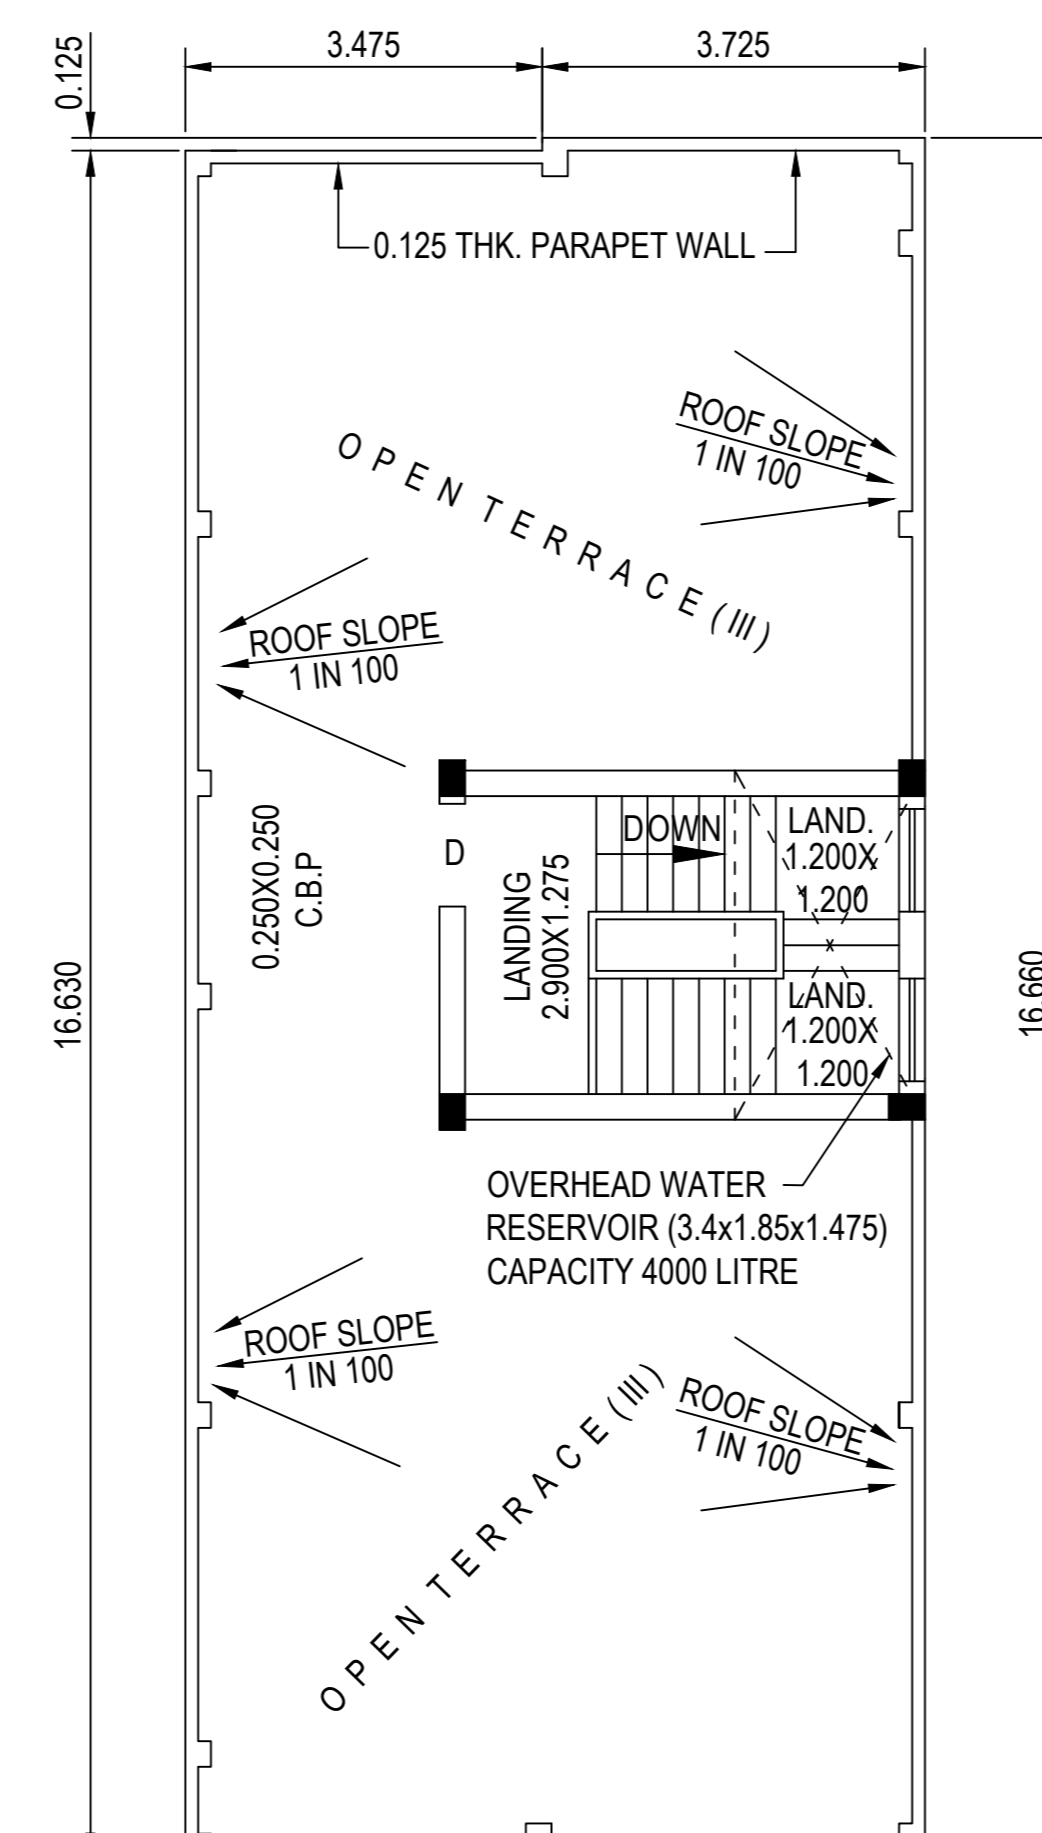 3.475
3.725
0.125
0.125 THK. PARAPET WALL
ROOF SLOPE
1 IN 100
OPEN TERRACE (III)
ROOF SLOPE
1 IN 100
0.250X0.250
C.B.P
D
DOWN
LAND.
1.200X
1.200
LANDING
2.900X1.275
LAND.
1.200X
1.200
16.630
16.660
OVERHEAD WATER
RESERVOIR (3.4x1.85x1.475)
CAPACITY 4000 LITRE
ROOF SLOPE
1 IN 100
ROOF SLOPE
1 IN 100
OPEN TERRACE (III)